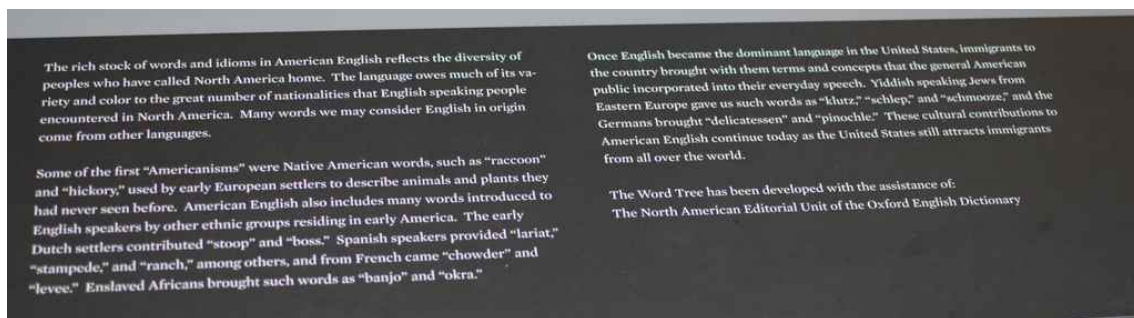 The rich stock of words and idioms in American English reflects the diversity of
peoples who have called North America home. The language owes much of its va-
riety and color to the great number of nationalities that English speaking people
encountered in North America. Many words we may consider English in origin
come from other languages.
Some of the first “Americanisms” were Native American words, such as “raccoon”
and “hickory,” used by early European settlers to describe animals and plants they
had never seen before. American English also includes many words introduced to
English speakers by other ethnic groups residing in early America. The early
Dutch settlers contributed “stoop” and “boss.” Spanish speakers provided “lariat,”
“stampede,” and “ranch,” among others, and from French came “chowder” and
“levee.” Enslaved Africans brought such words as “banjo” and “okra.”
Once English became the dominant language in the United States, immigrants to
the country brought with them terms and concepts that the general American
public incorporated into their everyday speech. Yiddish speaking Jews from
Eastern Europe gave us such words as “klutz,” “schlep,” and “schmooze,” and the
Germans brought “delicatessen” and “pinochle.” These cultural contributions to
American English continue today as the United States still attracts immigrants
from all over the world.
The Word Tree has been developed with the assistance of:
The North American Editorial Unit of the Oxford English Dictionary